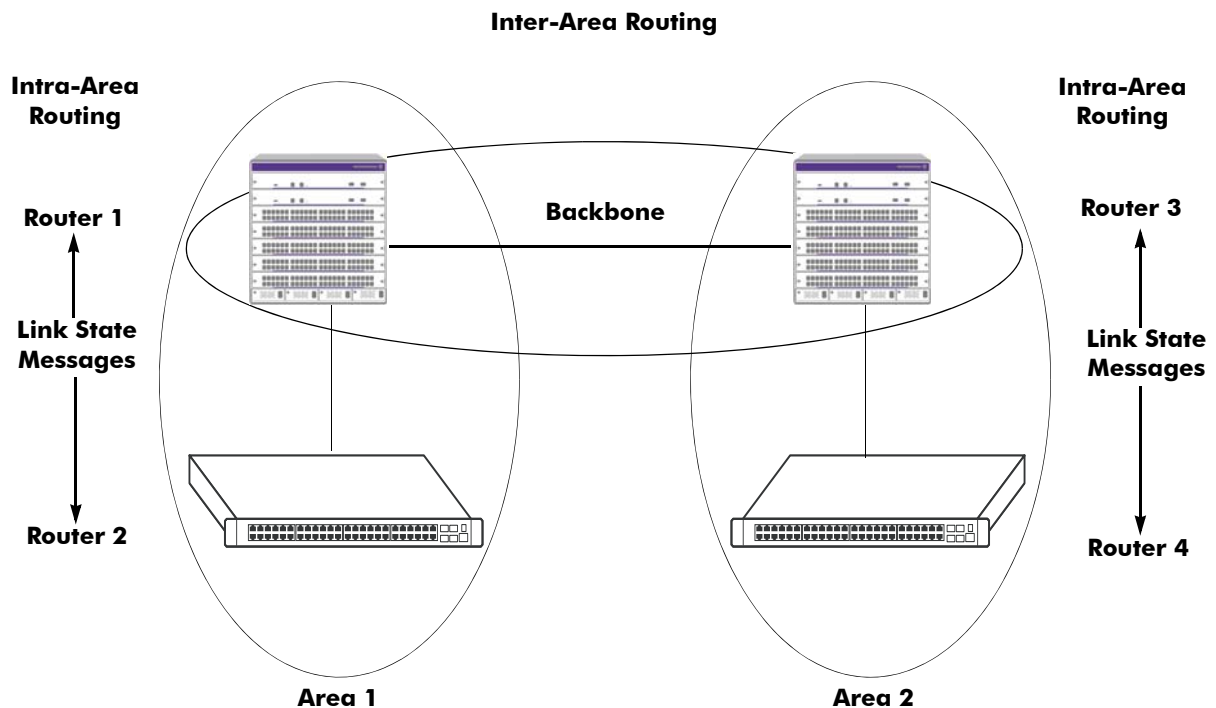 Inter-Area Routing
Intra-Area
Routing
Intra-Area
Routing
Router 1
Backbone
Router 3
Link State
Messages
Link State
Messages
Router 2
Router 4
Area 1
Area 2